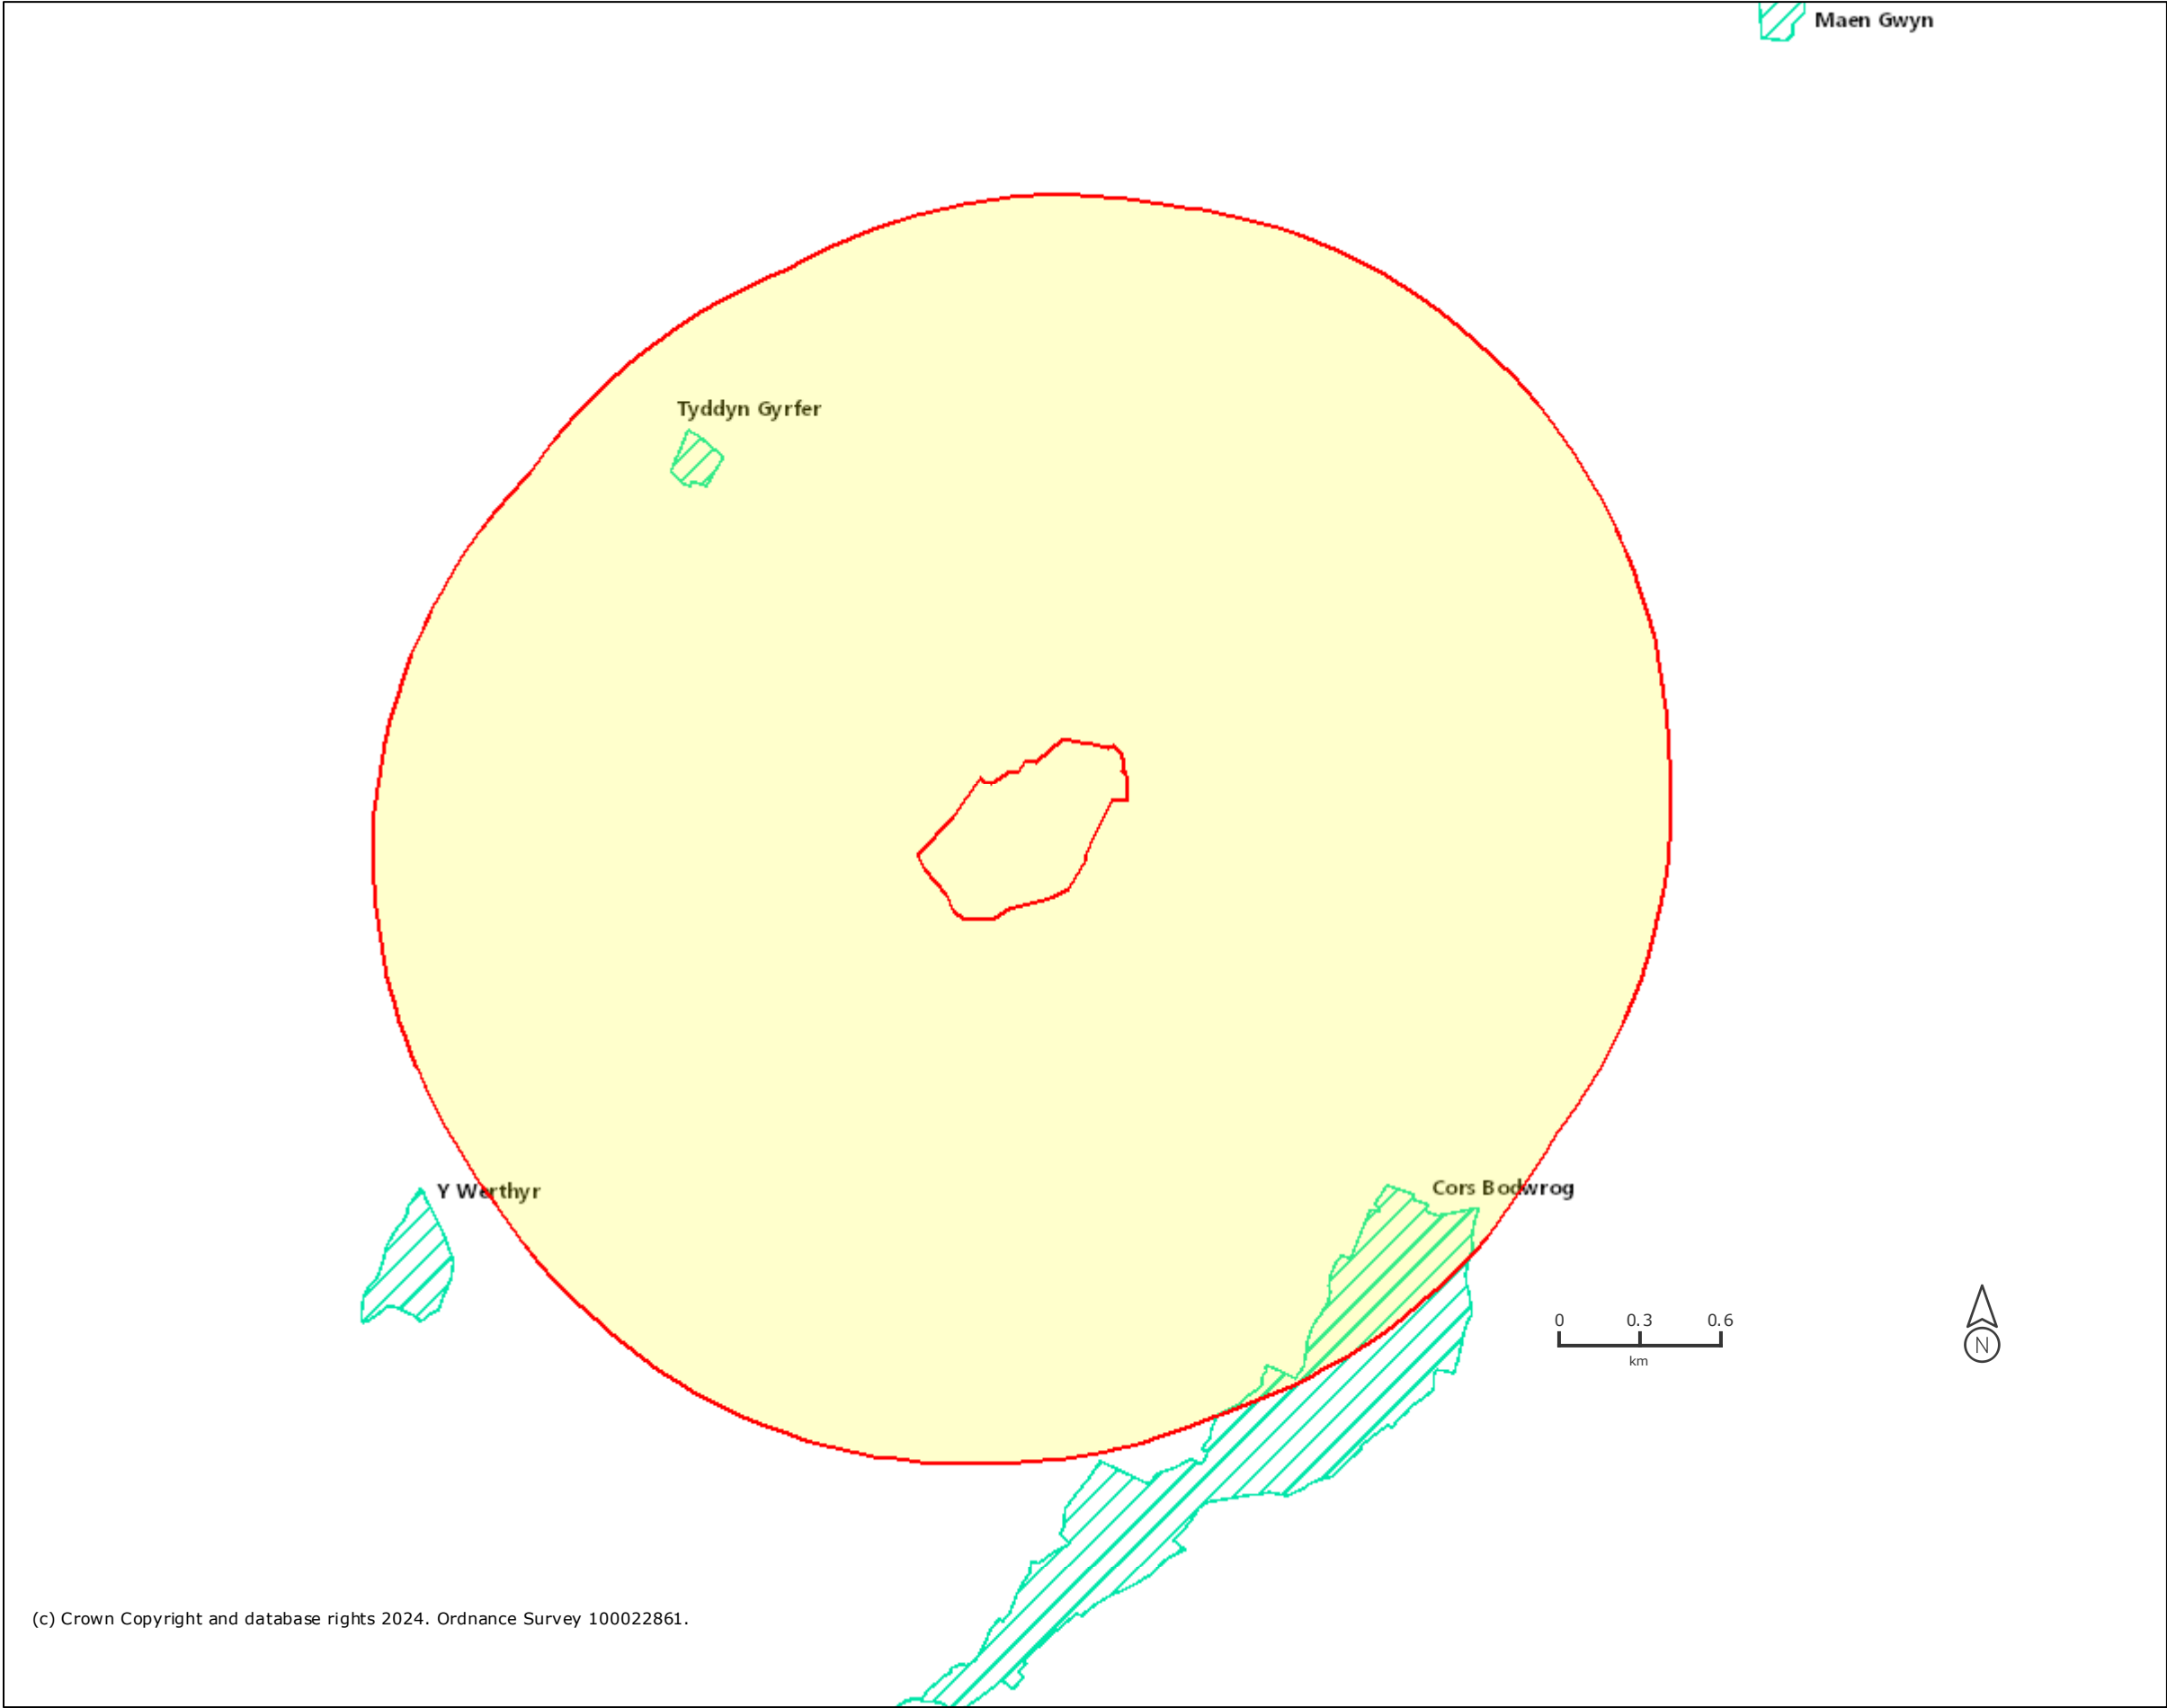 Maen Gwyn
Tyddyn Gyrfer
Y Werthyr
Cors Bodwrog
0 0.3 0.6
km
N
(c) Crown Copyright and database rights 2024. Ordnance Survey 100022861.